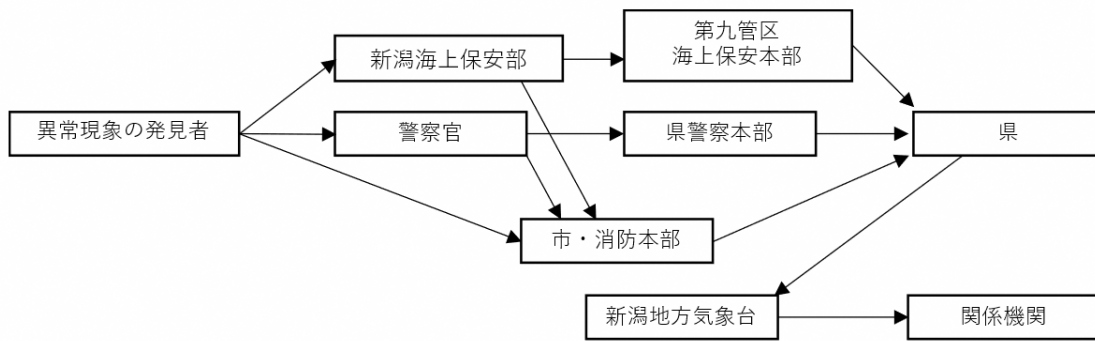 第九管区
海上保安本部
新潟海上保安部
異常現象の発見者
警察官
県警察本部
県
市・消防本部
新潟地方気象台
関係機関